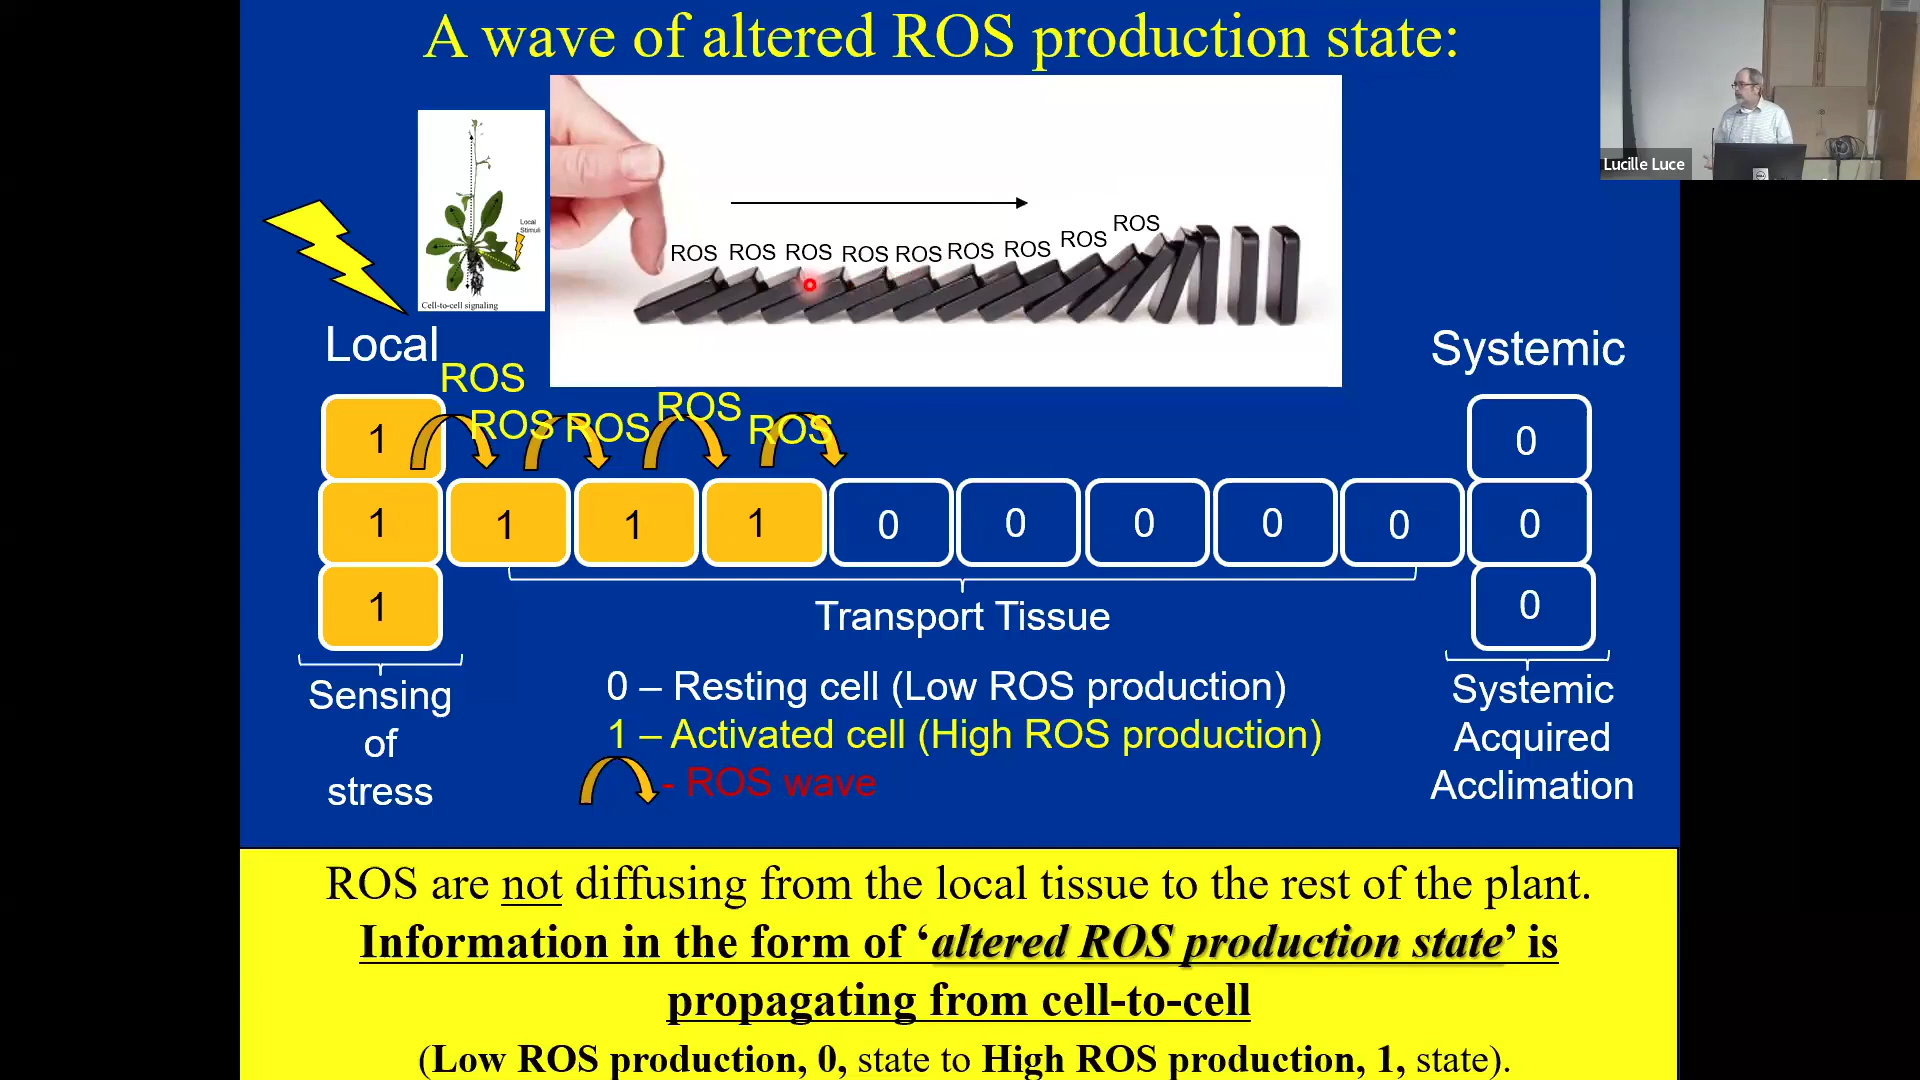 A wave of altered ROS production state:
Lucille Luce
Local
Stimuli
Cell-to-cell signaling
ROS ROS ROS ROS ROS ROS ROS ROS ROS
Local
Systemic
ROS ROS ROS ROS ROS
1
0
1 1 1 1 0 0 0 0 0 0
1
0
Transport Tissue
Sensing
of
stress
0 – Resting cell (Low ROS production)
1 – Activated cell (High ROS production)
- ROS wave
Systemic
Acquired
Acclimation
ROS are not diffusing from the local tissue to the rest of the plant.
Information in the form of ‘altered ROS production state’ is
propagating from cell-to-cell
(Low ROS production, 0, state to High ROS production, 1, state).